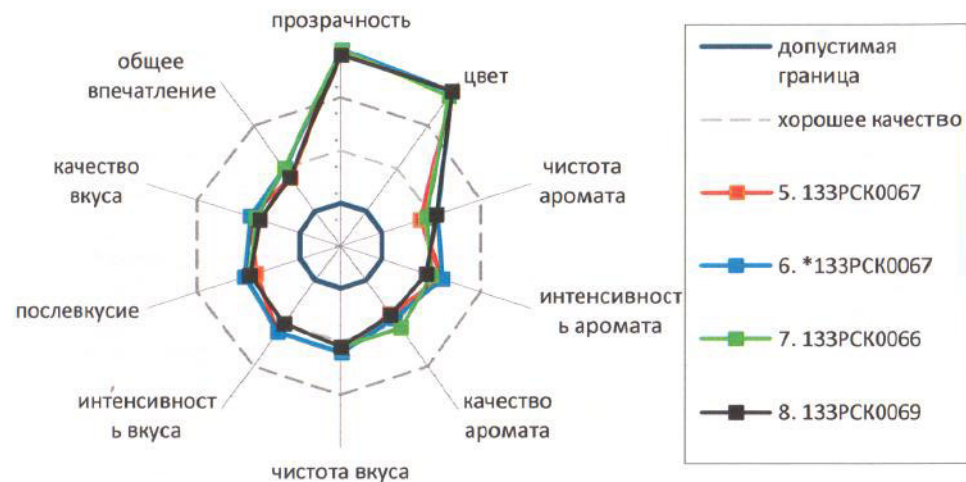 прозрачность
цвет
чистота
аромата
интенсивност
ь аромата
качество
аромата
чистота вкуса
интенсивност
ь вкуса
послевкусие
качество
вкуса
общее
впечатление
допустимая
граница
хорошее качество
5. 133РСК0067
6. *133РСК0067
7. 133РСК0066
8. 133РСК0069